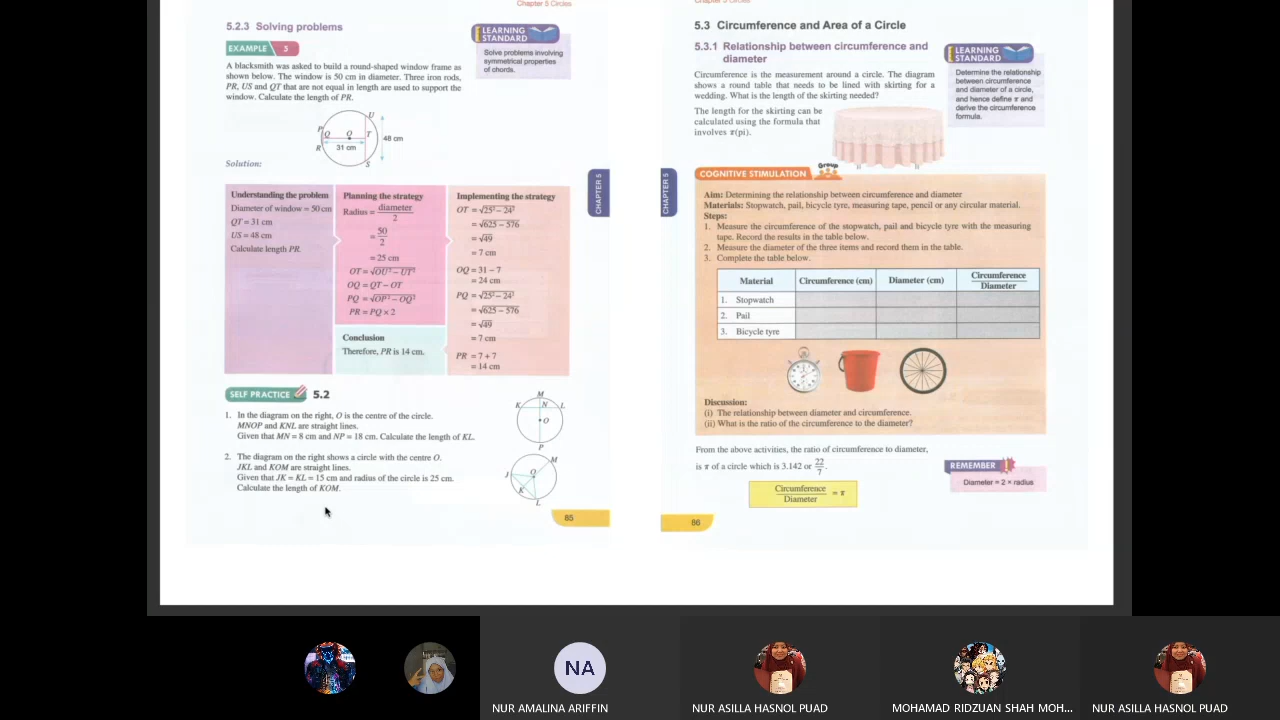 Chapter 5 Circles
5.2.3 Solving problems
LEARNING
STANDARD
Solve problems involving
symmetrical properties
of chords.
EXAMPLE 5
A blacksmith was asked to build a round-shaped window frame as
shown below. The window is 50 cm in diameter. Three iron rods,
PR, US and QT that are not equal in length are used to support the
window. Calculate the length of PR.
U
P
Q O T
48 cm
R
31 cm
S
Solution:
Understanding the problem
Diameter of window = 50 cm
QT = 31 cm
US = 48 cm
Calculate length PR.
Planning the strategy
Radius = diameter
2
= 50
2
= 25 cm
OT = √OU² − UT²
OQ = QT − OT
PQ = √OP² − OQ²
PR = PQ × 2
Conclusion
Therefore, PR is 14 cm.
Implementing the strategy
OT = √25² − 24²
= √625 − 576
= √49
= 7 cm
OQ = 31 − 7
= 24 cm
PQ = √25² − 24²
= √625 − 576
= √49
= 7 cm
PR = 7 + 7
= 14 cm
CHAPTER 5
SELF PRACTICE 5.2
1. In the diagram on the right, O is the centre of the circle.
MNOP and KNL are straight lines.
Given that MN = 8 cm and NP = 18 cm. Calculate the length of KL.
M
K N L
O
P
2. The diagram on the right shows a circle with the centre O.
JKL and KOM are straight lines.
Given that JK = KL = 15 cm and radius of the circle is 25 cm.
Calculate the length of KOM.
M
J O
K
L
85
5.3 Circumference and Area of a Circle
5.3.1 Relationship between circumference and
diameter
LEARNING
STANDARD
Determine the relationship
between circumference
and diameter of a circle,
and hence define π and
derive the circumference
formula.
Circumference is the measurement around a circle. The diagram
shows a round table that needs to be lined with skirting for a
wedding. What is the length of the skirting needed?
The length for the skirting can be
calculated using the formula that
involves π(pi).
CHAPTER 5
COGNITIVE STIMULATION
Group
Aim: Determining the relationship between circumference and diameter
Materials: Stopwatch, pail, bicycle tyre, measuring tape, pencil or any circular material.
Steps:
1. Measure the circumference of the stopwatch, pail and bicycle tyre with the measuring
tape. Record the results in the table below.
2. Measure the diameter of the three items and record them in the table.
3. Complete the table below.
Material Circumference (cm) Diameter (cm) Circumference
Diameter
1. Stopwatch
2. Pail
3. Bicycle tyre
Discussion:
(i) The relationship between diameter and circumference.
(ii) What is the ratio of the circumference to the diameter?
From the above activities, the ratio of circumference to diameter,
is π of a circle which is 3.142 or 22
7.
Circumference
Diameter = π
REMEMBER
Diameter = 2 × radius
86
NA
NUR AMALINA ARIFFIN
NUR ASILLA HASNOL PUAD
MOHAMAD RIDZUAN SHAH MOH...
NUR ASILLA HASNOL PUAD